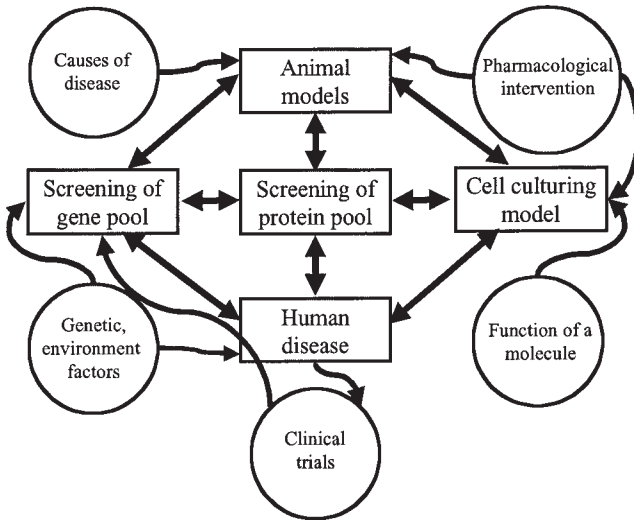 Causes of
disease
Animal
models
Pharmacological
intervention
Screening of
gene pool
Screening of
protein pool
Cell culturing
model
Genetic,
environment
factors
Human
disease
Function of a
molecule
Clinical
trials